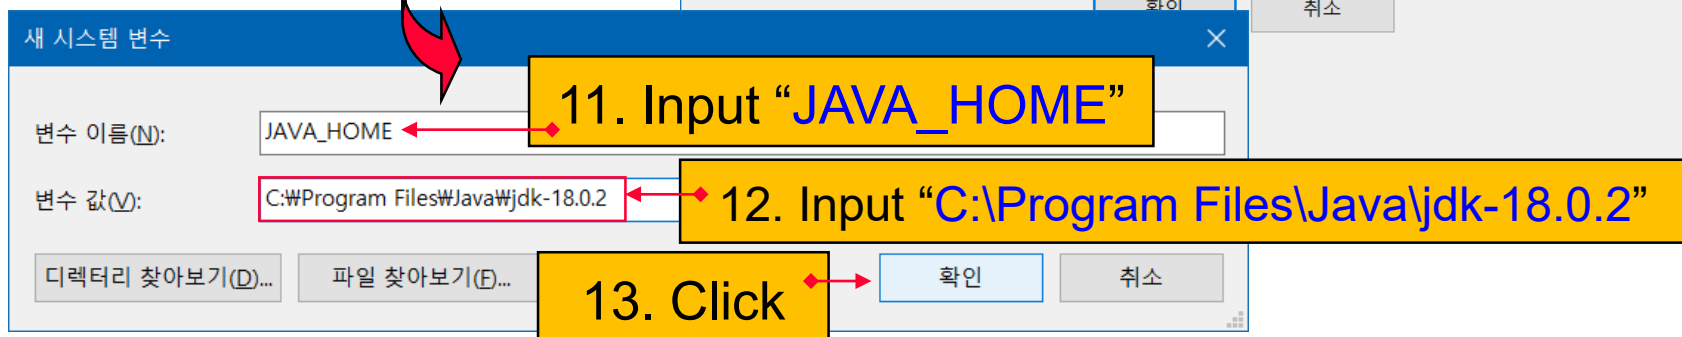 확인
취소
새 시스템 변수
11. Input “JAVA_HOME”
변수 이름(N):
JAVA_HOME
변수 값(V):
C:₩Program Files₩Java₩jdk-18.0.2
12. Input “C:\Program Files\Java\jdk-18.0.2”
디렉터리 찾아보기(D)...
파일 찾아보기(F)...
13. Click
확인
취소